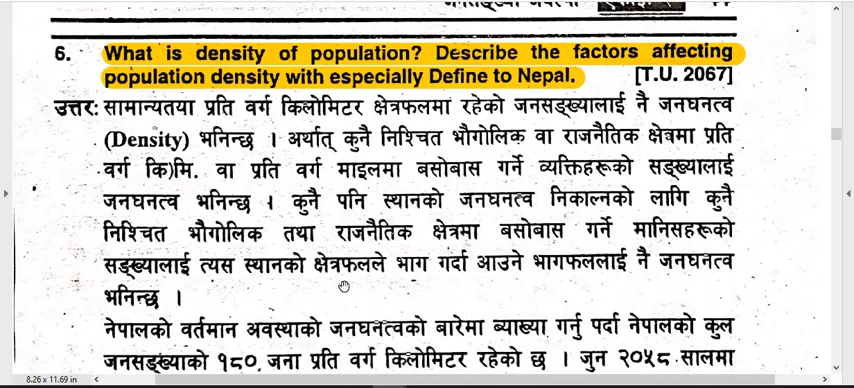 6. What is density of population? Describe the factors affecting
population density with especially Define to Nepal. [T.U. 2067]
उत्तर: सामान्यतया प्रति वर्ग किलोमिटर क्षेत्रफलमा रहेको जनसङ्ख्यालाई नै जनघनत्व
(Density) भनिन्छ । अर्थात् कुनै निश्चित भौगोलिक वा राजनैतिक क्षेत्रमा प्रति
वर्ग कि)मि. वा प्रति वर्ग माइलमा बसोबास गर्ने व्यक्तिहरूको सङ्ख्यालाई
जनघनत्व भनिन्छ । कुनै पनि स्थानको जनघनत्व निकाल्नको लागि कुनै
निश्चित भौगोलिक तथा राजनैतिक क्षेत्रमा बसोबास गर्ने मानिसहरूको
सङ्ख्यालाई त्यस स्थानको क्षेत्रफलले भाग गर्दा आउने भागफललाई नै जनघनत्व
भनिन्छ ।
नेपालको वर्तमान अवस्थाको जनघनत्वको बारेमा ब्याख्या गर्नु पर्दा नेपालको कुल
जनसङ्ख्याको १८० जना प्रति वर्ग किलोमिटर रहेको छ । जुन २०५८ सालमा
8.26 x 11.69 in